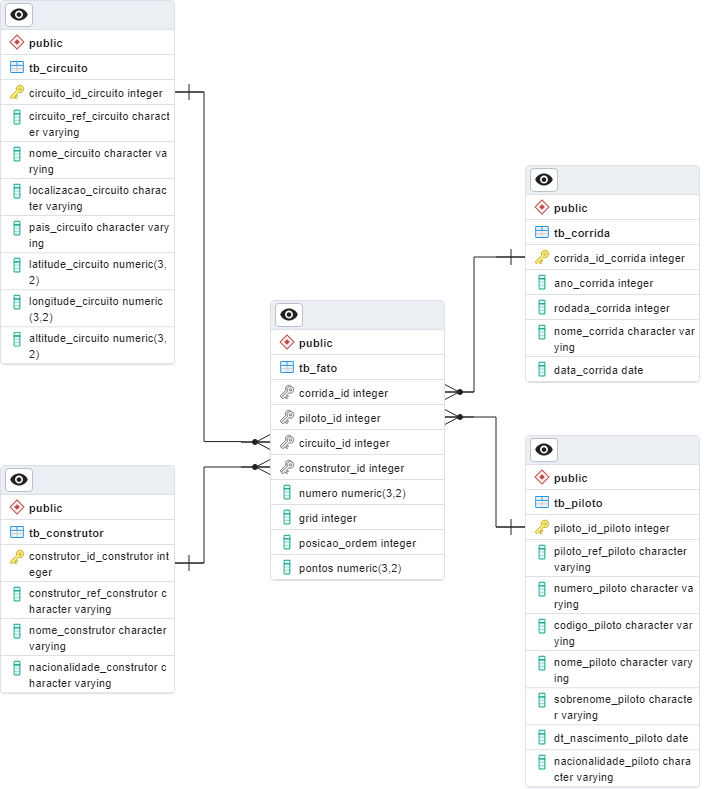 public
tb_circuito
circuito_id_circuito integer
circuito_ref_circuito charact
er varying
nome_circuito character va
rying
localizacao_circuito charac
ter varying
pais_circuito character vary
ing
latitude_circuito numeric(3,
2)
longitude_circuito numeric
(3,2)
altitude_circuito numeric(3,
2)
public
tb_construtor
construtor_id_construtor int
eger
construtor_ref_construtor c
haracter varying
nome_construtor character
varying
nacionalidade_construtor c
haracter varying
public
tb_fato
corrida_id integer
piloto_id integer
circuito_id integer
construtor_id integer
numero numeric(3,2)
grid integer
posicao_ordem integer
pontos numeric(3,2)
public
tb_corrida
corrida_id_corrida integer
ano_corrida integer
rodada_corrida integer
nome_corrida character var
ying
data_corrida date
public
tb_piloto
piloto_id_piloto integer
piloto_ref_piloto character
varying
numero_piloto character va
rying
codigo_piloto character var
ying
nome_piloto character vary
ing
sobrenome_piloto characte
r varying
dt_nascimento_piloto date
nacionalidade_piloto chara
cter varying